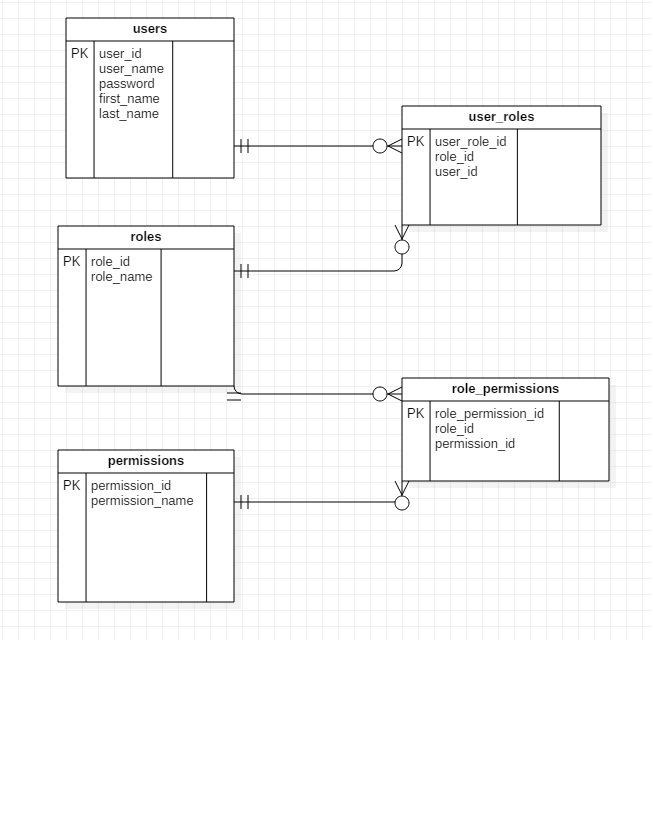 users
PK user_id
user_name
password
first_name
last_name
user_roles
PK user_role_id
role_id
user_id
roles
PK role_id
role_name
role_permissions
PK role_permission_id
role_id
permission_id
permissions
PK permission_id
permission_name